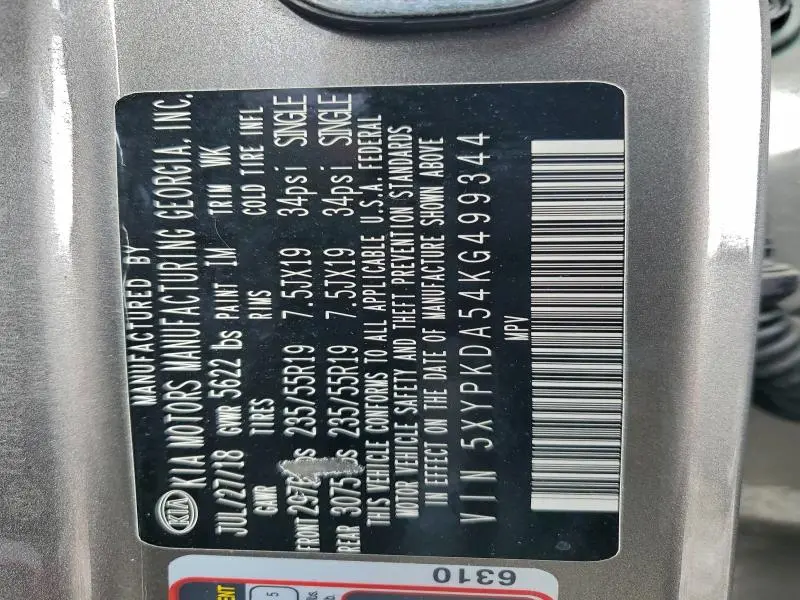 MANUFACTURED BY
KIA KIA MOTORS MANUFACTURING GEORGIA, INC.
JUL/27/18 GVWR 5622 lbs PAINT 1M TRIM WK
GAWR TIRES RIMS COLD TIRE INFL
FRONT 235/55R19 7.5JX19 34psi SINGLE
REAR 3075 235/55R19 7.5JX19 34psi SINGLE
THIS VEHICLE CONFORMS TO ALL APPLICABLE U.S.A. FEDERAL
MOTOR VEHICLE SAFETY AND THEFT PREVENTION STANDARDS
IN EFFECT ON THE DATE OF MANUFACTURE SHOWN ABOVE
VIN 5XYPKDA54KG499344
MPV
6310
5